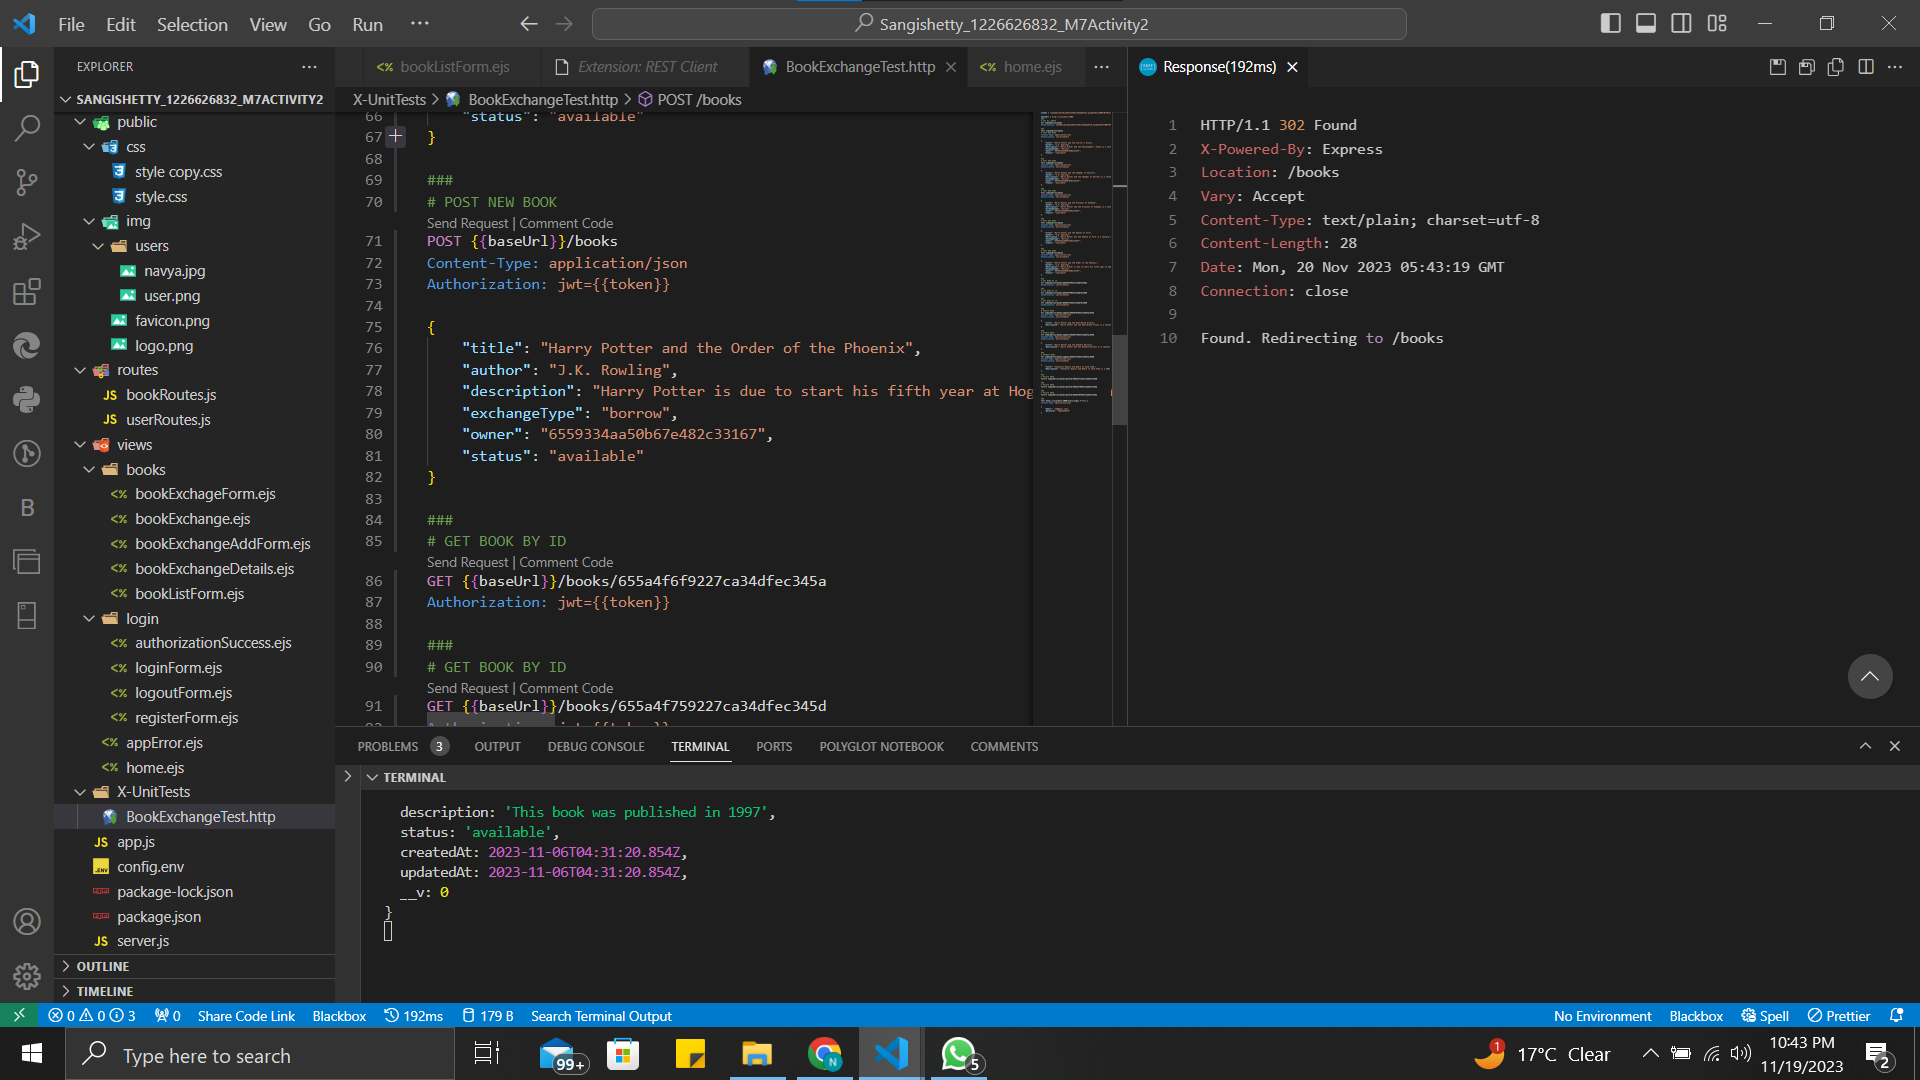 File Edit Selection View Go Run ···
Sangishetty_1226626832_M7Activity2
EXPLORER
SANGISHETTY_1226626832_M7ACTIVITY2
public
css
style copy.css
style.css
img
users
navya.jpg
user.png
favicon.png
logo.png
routes
bookRoutes.js
userRoutes.js
views
books
bookExchageForm.ejs
bookExchange.ejs
bookExchangeAddForm.ejs
bookExchangeDetails.ejs
bookListForm.ejs
login
authorizationSuccess.ejs
loginForm.ejs
logoutForm.ejs
registerForm.ejs
appError.ejs
home.ejs
X-UnitTests
BookExchangeTest.http
app.js
config.env
package-lock.json
package.json
server.js
OUTLINE
TIMELINE
bookListForm.ejs Extension: REST Client BookExchangeTest.http home.ejs
X-UnitTests > BookExchangeTest.http > POST /books
66 "status": "available"
67 }
68
69 ###
70 # POST NEW BOOK
Send Request | Comment Code
71 POST {{baseUrl}}/books
72 Content-Type: application/json
73 Authorization: jwt={{token}}
74
75 {
76 "title": "Harry Potter and the Order of the Phoenix",
77 "author": "J.K. Rowling",
78 "description": "Harry Potter is due to start his fifth year at Hog
79 "exchangeType": "borrow",
80 "owner": "6559334aa50b67e482c33167",
81 "status": "available"
82 }
83
84 ###
85 # GET BOOK BY ID
Send Request | Comment Code
86 GET {{baseUrl}}/books/655a4f6f9227ca34dfec345a
87 Authorization: jwt={{token}}
88
89 ###
90 # GET BOOK BY ID
Send Request | Comment Code
91 GET {{baseUrl}}/books/655a4f759227ca34dfec345d
92 Authorization: jwt={{token}}
Response(192ms)
1 HTTP/1.1 302 Found
2 X-Powered-By: Express
3 Location: /books
4 Vary: Accept
5 Content-Type: text/plain; charset=utf-8
6 Content-Length: 28
7 Date: Mon, 20 Nov 2023 05:43:19 GMT
8 Connection: close
9
10 Found. Redirecting to /books
PROBLEMS 3 OUTPUT DEBUG CONSOLE TERMINAL PORTS POLYGLOT NOTEBOOK COMMENTS
TERMINAL
description: 'This book was published in 1997',
status: 'available',
createdAt: 2023-11-06T04:31:20.854Z,
updatedAt: 2023-11-06T04:31:20.854Z,
__v: 0
}
0 0 3 0 Share Code Link Blackbox 192ms 179 B Search Terminal Output
No Environment Blackbox Spell Prettier
Type here to search
99+
N
5
1
17°C Clear
10:43 PM
11/19/2023
2